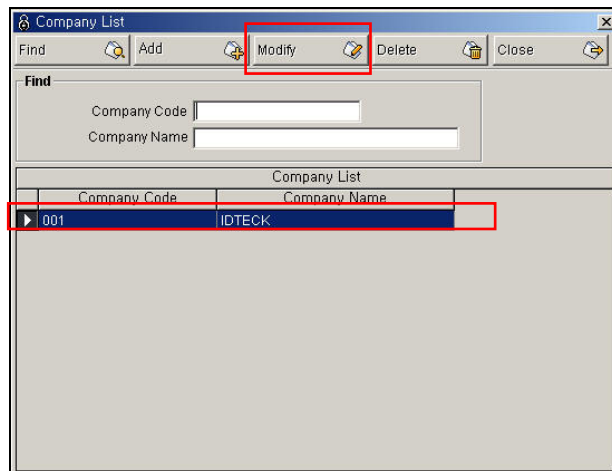 Company List
Find Add Modify Delete Close
Find
Company Code
Company Name
Company List
Company Code Company Name
001 IDTECK